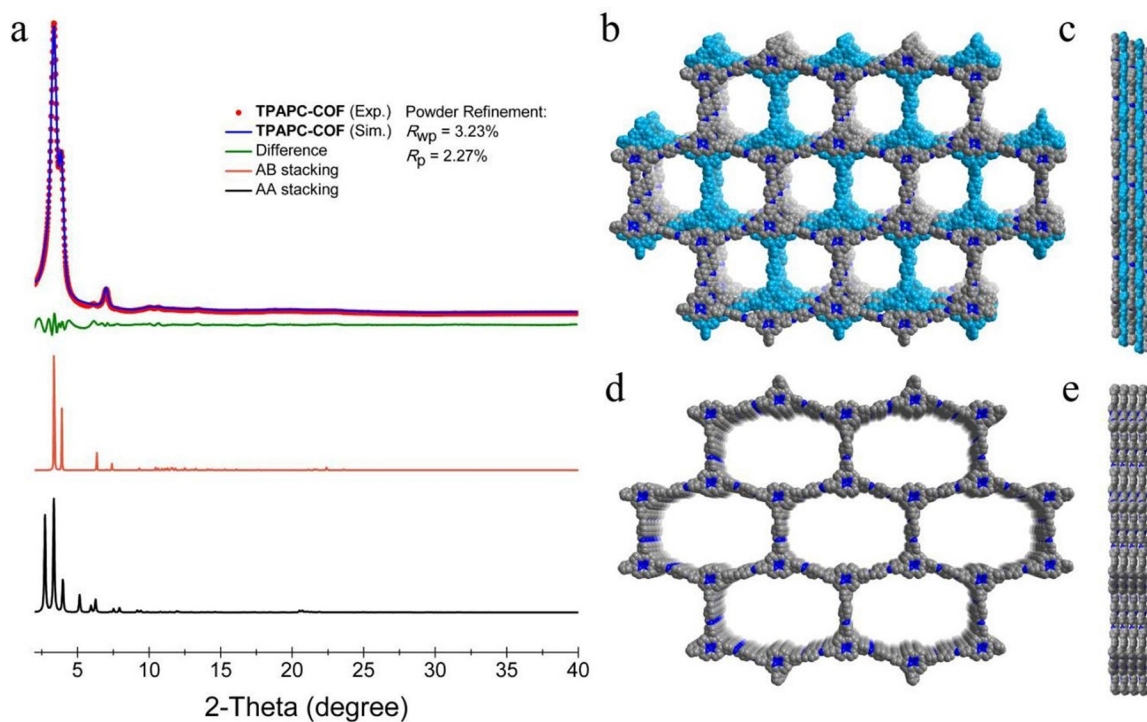 a
TPAPC-COF (Exp.)
TPAPC-COF (Sim.)
Difference
AB stacking
AA stacking
Powder Refinement:
Rwp = 3.23%
Rp = 2.27%
5 10 15 20 25 30 35 40
2-Theta (degree)
b
c
d
e